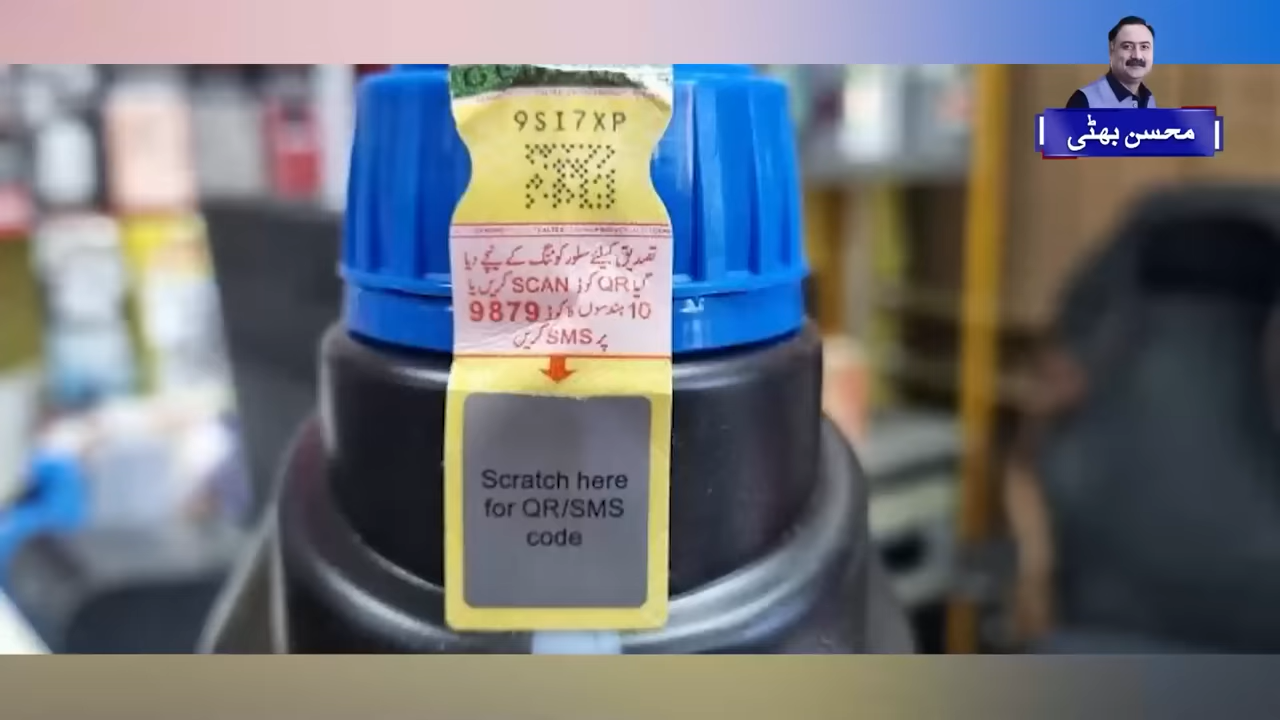 محسن بھٹی
9SI7XP
تصدیق کیلئے سلور کوٹنگ کے نیچے دیا
گیا QR کوڈ SCAN کریں یا
10 ہندسوں کا کوڈ 9879
پر SMS کریں
Scratch here
for QR/SMS
code